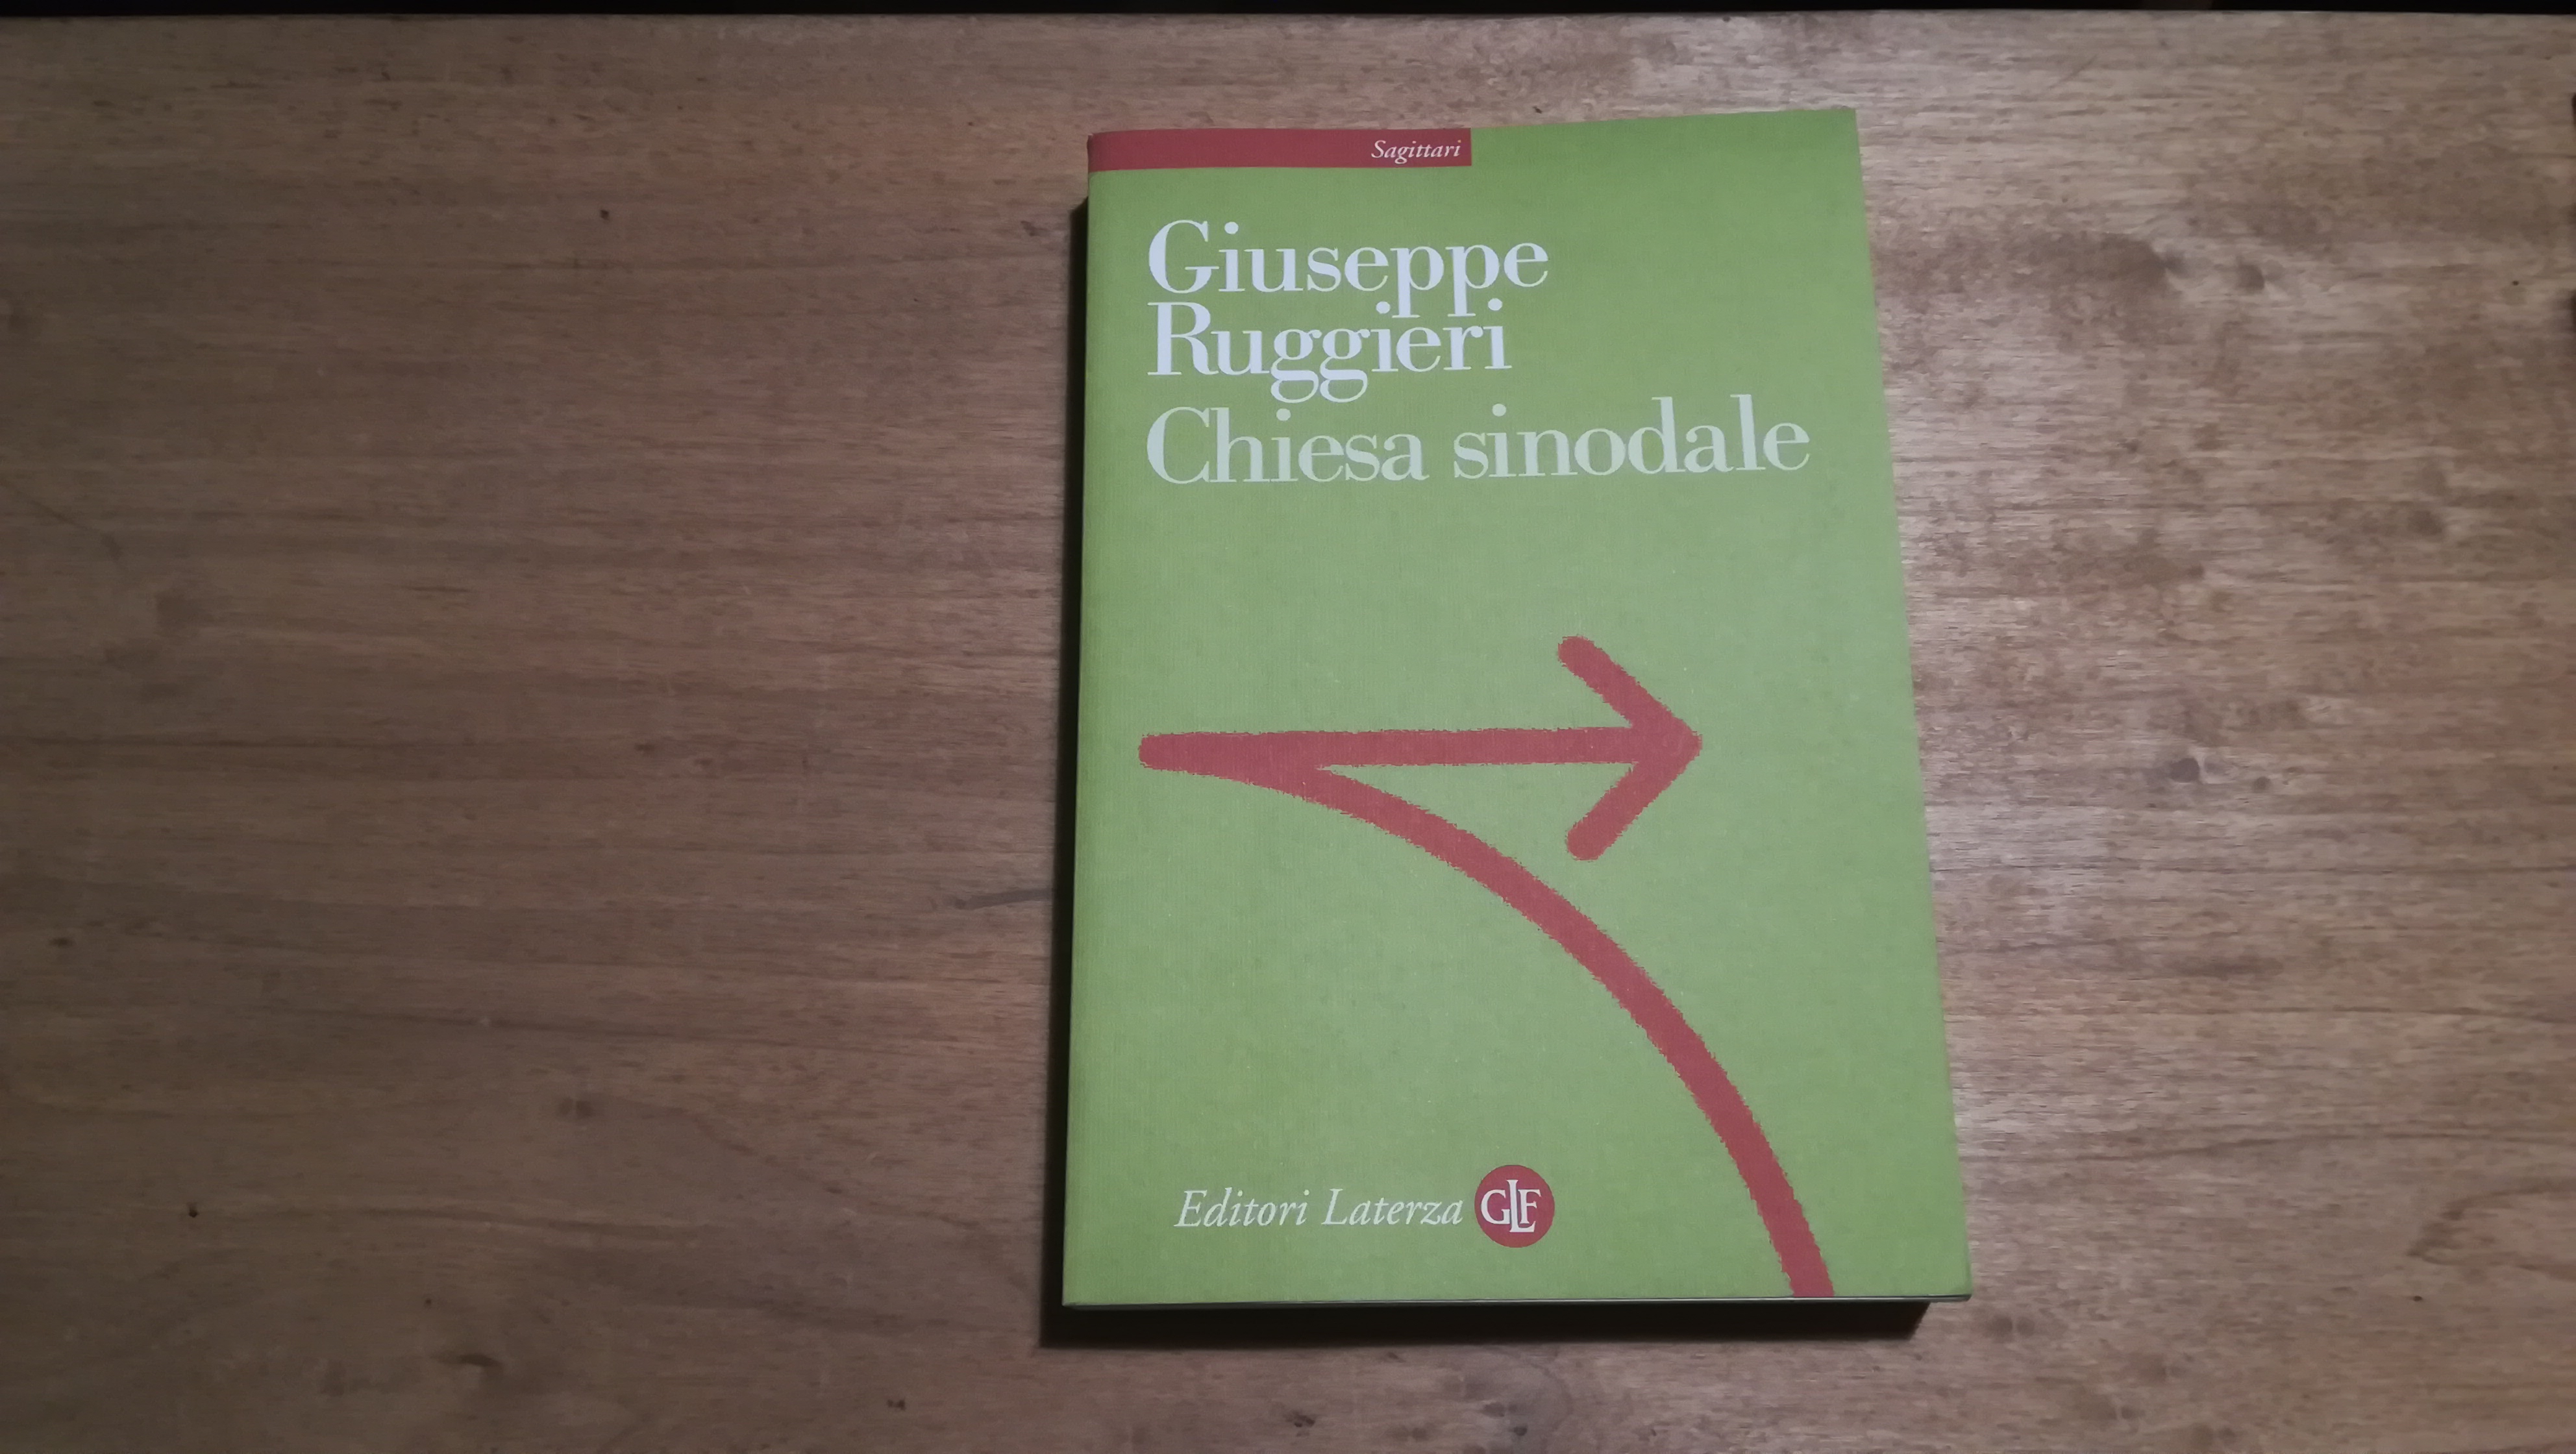 Sagittari
Giuseppe
Ruggieri
Chiesa sinodale
Editori Laterza GLF